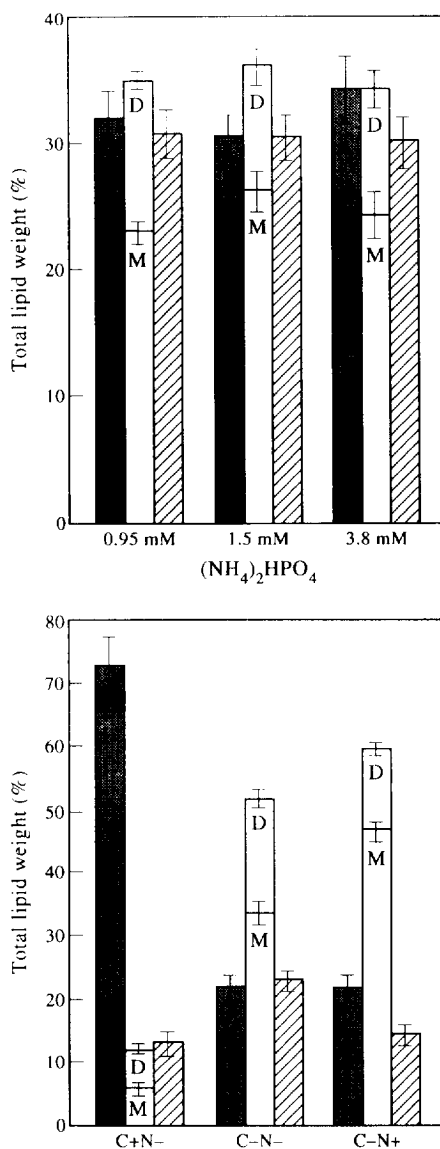 Total lipid weight (%)
40
30
20
10
0
D
M
D
M
D
M
0.95 mM 1.5 mM 3.8 mM
(NH₄)₂HPO₄
Total lipid weight (%)
80
70
60
50
40
30
20
10
0
D
M
D
M
D
M
C+N− C−N− C−N+